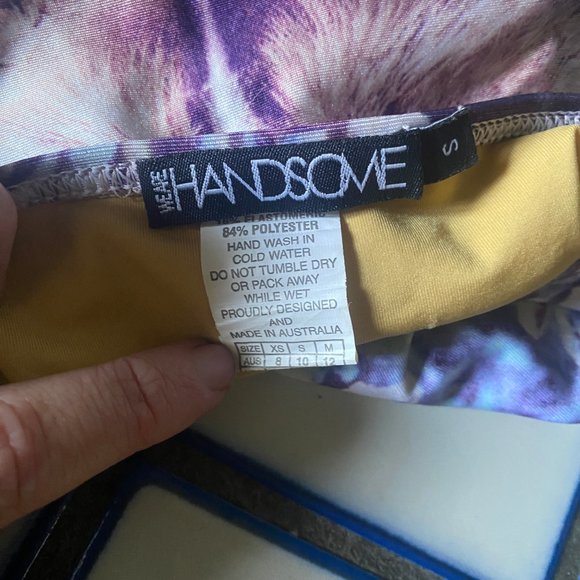 WE ARE
HANDSOME
S
ELASTOMERIC
84% POLYESTER
HAND WASH IN
COLD WATER
DO NOT TUMBLE DRY
OR PACK AWAY
WHILE WET
PROUDLY DESIGNED
AND
MADE IN AUSTRALIA
SIZE XS S M
AUS 8 10 12